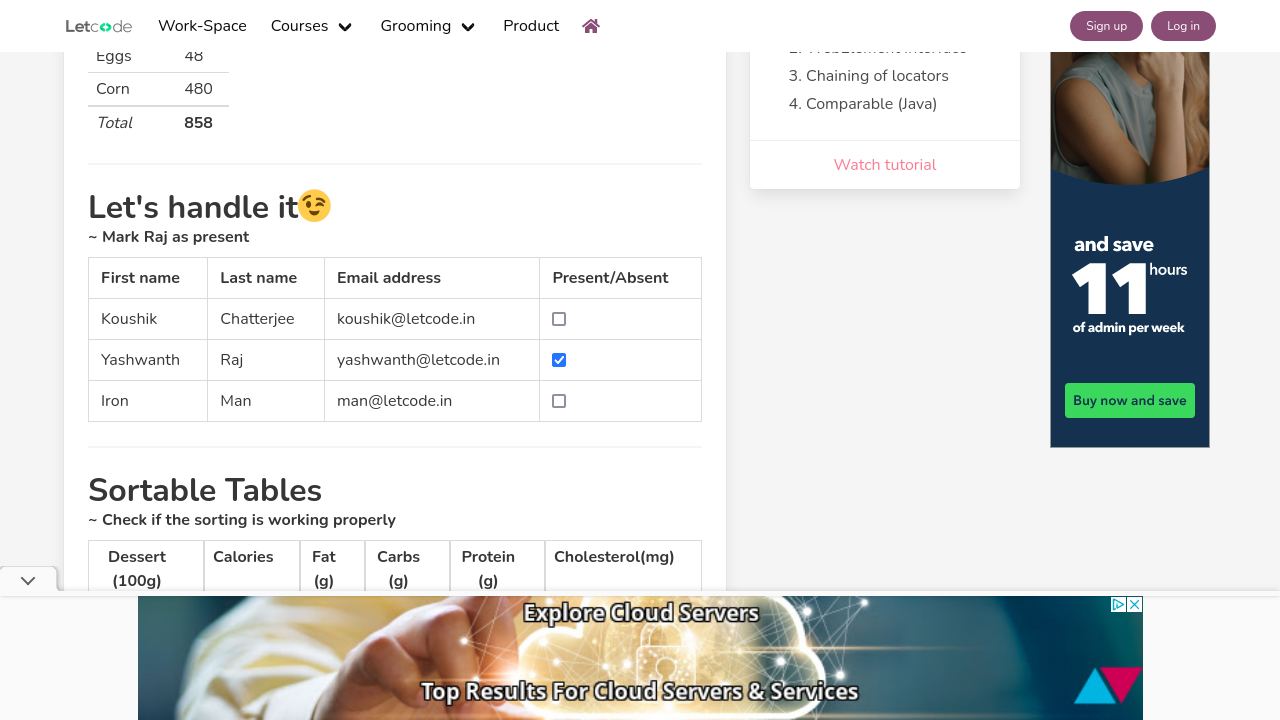 Letcode Work-Space Courses Grooming Product Sign up Log in
Eggs 48
Corn 480
Total 858
3. Chaining of locators
4. Comparable (Java)
Watch tutorial
Let's handle it
~ Mark Raj as present
First name Last name Email address Present/Absent
Koushik Chatterjee koushik@letcode.in
Yashwanth Raj yashwanth@letcode.in
Iron Man man@letcode.in
Sortable Tables
~ Check if the sorting is working properly
Dessert (100g) Calories Fat (g) Carbs (g) Protein (g) Cholesterol(mg)
and save
11 hours
of admin per week
Buy now and save
Explore Cloud Servers
Top Results For Cloud Servers & Services